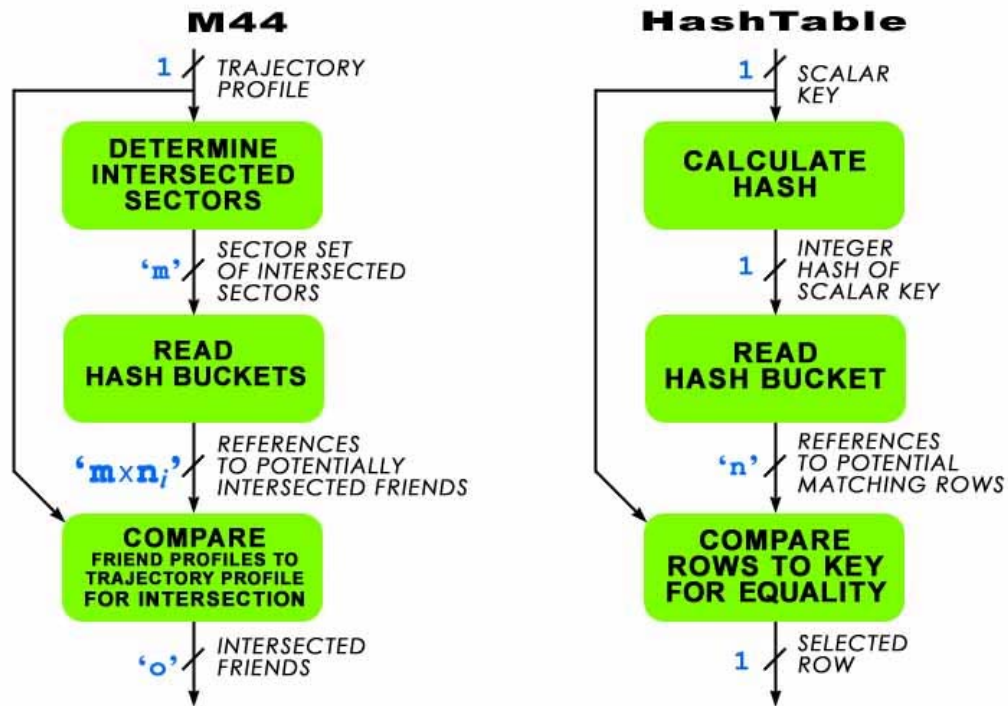 M44
1
TRAJECTORY
PROFILE
DETERMINE
INTERSECTED
SECTORS
‘m’
SECTOR SET
OF INTERSECTED
SECTORS
READ
HASH BUCKETS
‘m×nᵢ’
REFERENCES
TO POTENTIALLY
INTERSECTED FRIENDS
COMPARE
FRIEND PROFILES TO
TRAJECTORY PROFILE
FOR INTERSECTION
‘o’
INTERSECTED
FRIENDS
HashTable
1
SCALAR
KEY
CALCULATE
HASH
1
INTEGER
HASH OF
SCALAR KEY
READ
HASH BUCKET
‘n’
REFERENCES
TO POTENTIAL
MATCHING ROWS
COMPARE
ROWS TO KEY
FOR EQUALITY
1
SELECTED
ROW